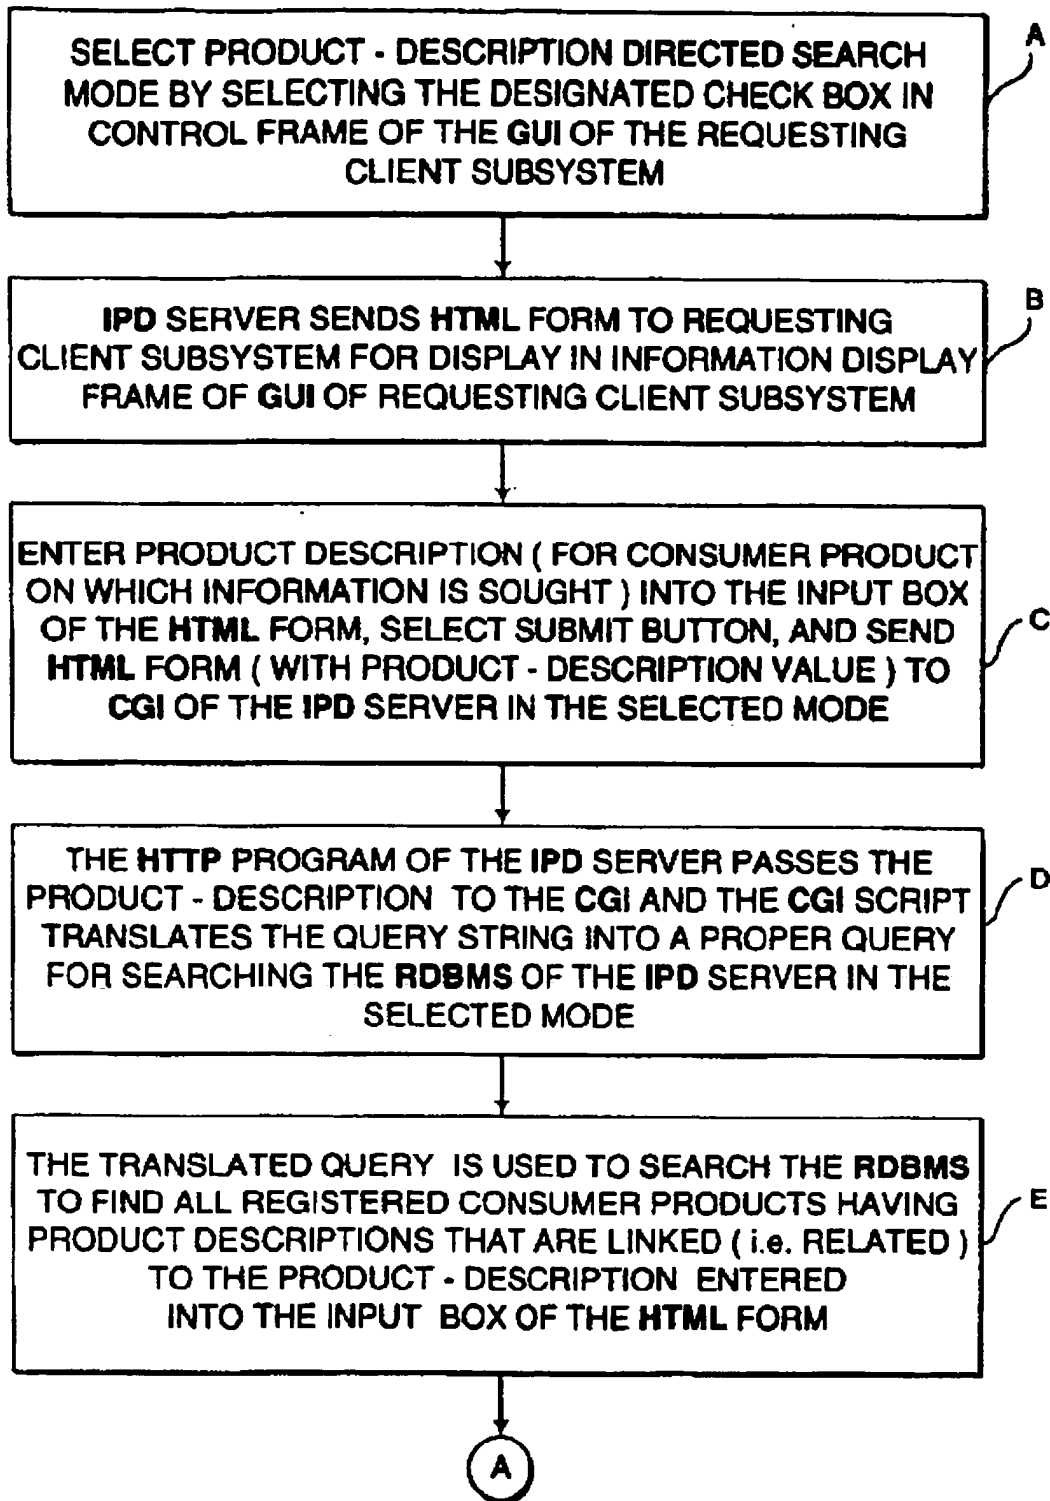 SELECT PRODUCT - DESCRIPTION DIRECTED SEARCH
MODE BY SELECTING THE DESIGNATED CHECK BOX IN
CONTROL FRAME OF THE GUI OF THE REQUESTING
CLIENT SUBSYSTEM
A
IPD SERVER SENDS HTML FORM TO REQUESTING
CLIENT SUBSYSTEM FOR DISPLAY IN INFORMATION DISPLAY
FRAME OF GUI OF REQUESTING CLIENT SUBSYSTEM
B
ENTER PRODUCT DESCRIPTION ( FOR CONSUMER PRODUCT
ON WHICH INFORMATION IS SOUGHT ) INTO THE INPUT BOX
OF THE HTML FORM, SELECT SUBMIT BUTTON, AND SEND
HTML FORM ( WITH PRODUCT - DESCRIPTION VALUE ) TO
CGI OF THE IPD SERVER IN THE SELECTED MODE
C
THE HTTP PROGRAM OF THE IPD SERVER PASSES THE
PRODUCT - DESCRIPTION TO THE CGI AND THE CGI SCRIPT
TRANSLATES THE QUERY STRING INTO A PROPER QUERY
FOR SEARCHING THE RDBMS OF THE IPD SERVER IN THE
SELECTED MODE
D
THE TRANSLATED QUERY IS USED TO SEARCH THE RDBMS
TO FIND ALL REGISTERED CONSUMER PRODUCTS HAVING
PRODUCT DESCRIPTIONS THAT ARE LINKED ( i.e. RELATED )
TO THE PRODUCT - DESCRIPTION ENTERED
INTO THE INPUT BOX OF THE HTML FORM
E
A